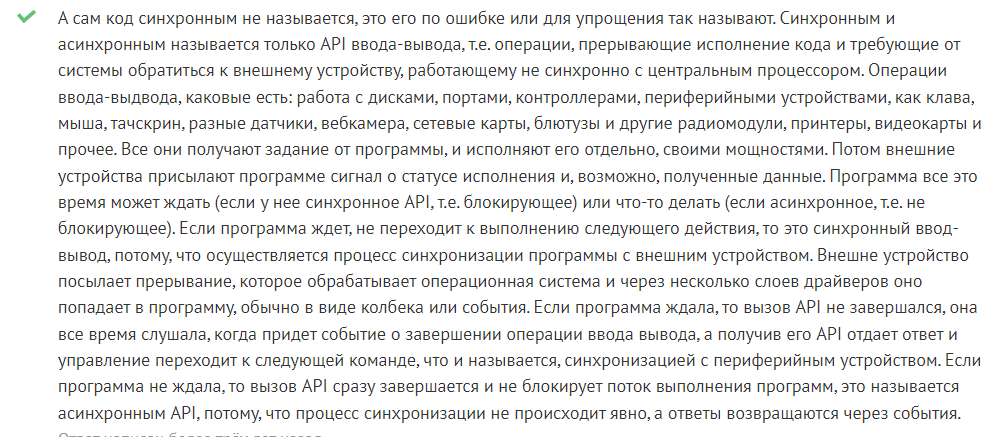 А сам код синхронным не называется, это его по ошибке или для упрощения так называют. Синхронным и
асинхронным называется только API ввода-вывода, т.е. операции, прерывающие исполнение кода и требующие от
системы обратиться к внешнему устройству, работающему не синхронно с центральным процессором. Операции
ввода-выдвода, каковые есть: работа с дисками, портами, контроллерами, периферийными устройствами, как клава,
мыша, тачскрин, разные датчики, вебкамера, сетевые карты, блютузы и другие радиомодули, принтеры, видеокарты и
прочее. Все они получают задание от программы, и исполняют его отдельно, своими мощностями. Потом внешние
устройства присылают программе сигнал о статусе исполнения и, возможно, полученные данные. Программа все это
время может ждать (если у нее синхронное API, т.е. блокирующее) или что-то делать (если асинхронное, т.е. не
блокирующее). Если программа ждет, не переходит к выполнению следующего действия, то это синхронный ввод-
вывод, потому, что осуществляется процесс синхронизации программы с внешним устройством. Внешне устройство
посылает прерывание, которое обрабатывает операционная система и через несколько слоев драйверов оно
попадает в программу, обычно в виде колбека или события. Если программа ждала, то вызов API не завершался, она
все время слушала, когда придет событие о завершении операции ввода вывода, а получив его API отдает ответ и
управление переходит к следующей команде, что и называется, синхронизацией с периферийным устройством. Если
программа не ждала, то вызов API сразу завершается и не блокирует поток выполнения программ, это называется
асинхронным API, потому, что процесс синхронизации не происходит явно, а ответы возвращаются через события.